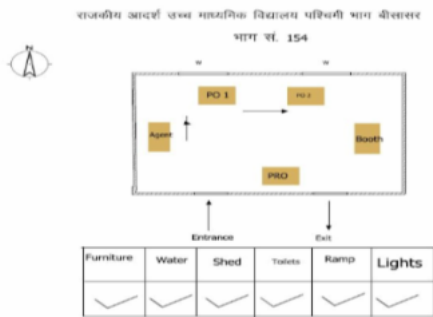 राजकीय आदर्श उच्च माध्यमिक विद्यालय पश्चिमी भाग बीसासर
भाग सं. 154
N
W W
PO 1 PO 2
Agent Booth
PRO
Entrance Exit
Furniture Water Shed Toilets Ramp Lights